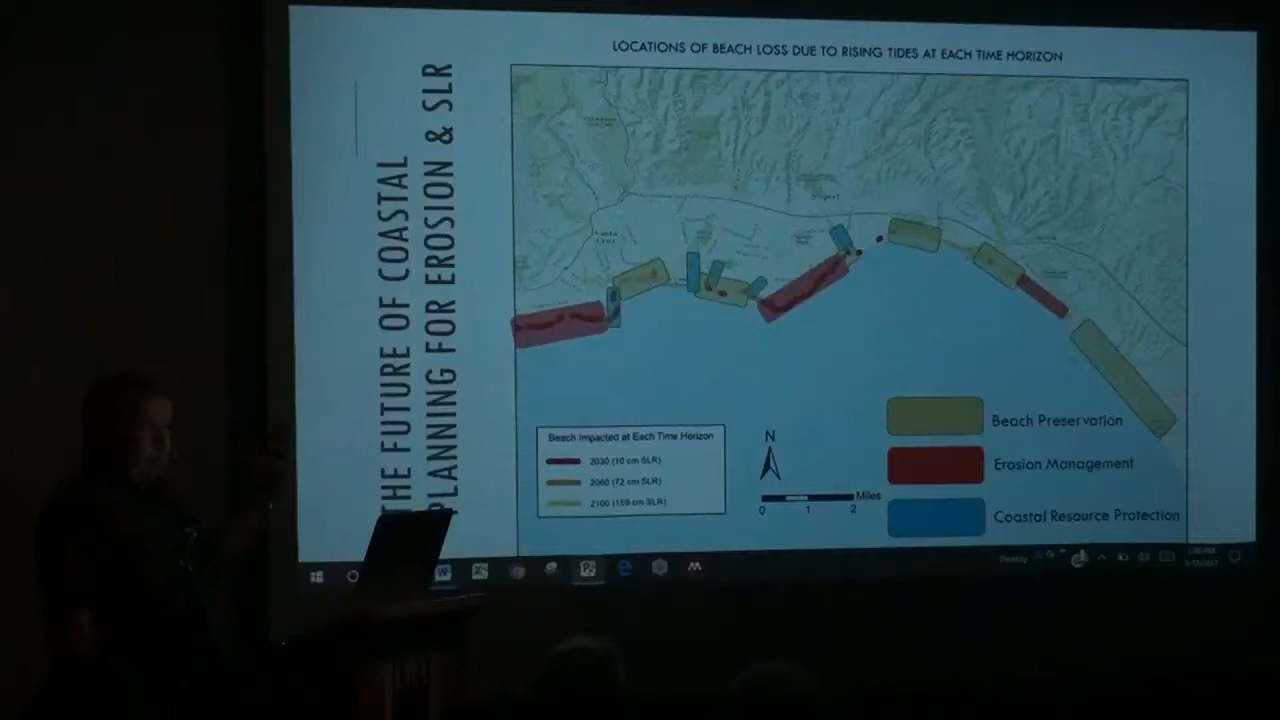 LOCATIONS OF BEACH LOSS DUE TO RISING TIDES AT EACH TIME HORIZON
THE FUTURE OF COASTAL
PLANNING FOR EROSION & SLR
Beach Impacted at Each Time Horizon
2030 (10 cm SLR)
2060 (72 cm SLR)
2100 (159 cm SLR)
N
Miles
0 1 2
Beach Preservation
Erosion Management
Coastal Resource Protection
Desktop